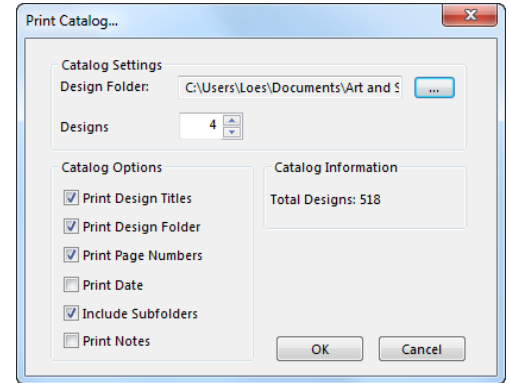 Print Catalog...
X
Catalog Settings
Design Folder: C:\Users\Loes\Documents\Art and S
...
Designs 4
Catalog Options
Print Design Titles
Print Design Folder
Print Page Numbers
Print Date
Include Subfolders
Print Notes
Catalog Information
Total Designs: 518
OK Cancel